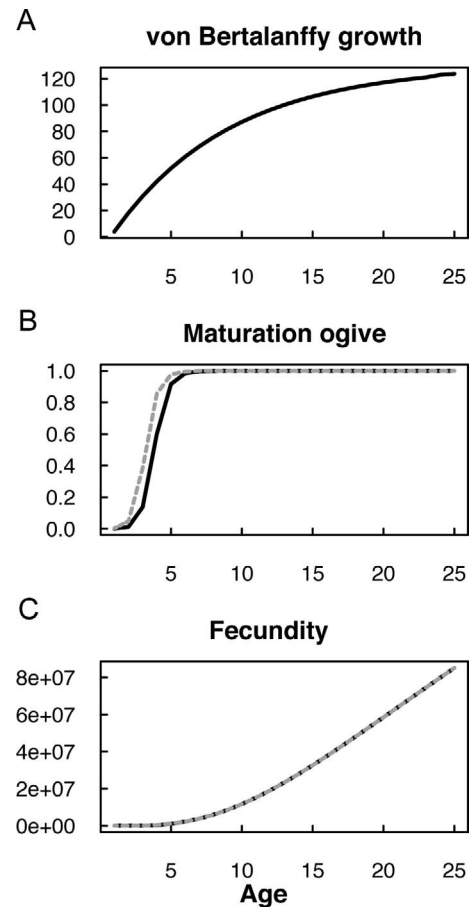 A
von Bertalanffy growth
120
100
80
60
40
20
0
5 10 15 20 25
B
Maturation ogive
1.0
0.8
0.6
0.4
0.2
0.0
5 10 15 20 25
C
Fecundity
8e+07
6e+07
4e+07
2e+07
0e+00
5 10 15 20 25
Age